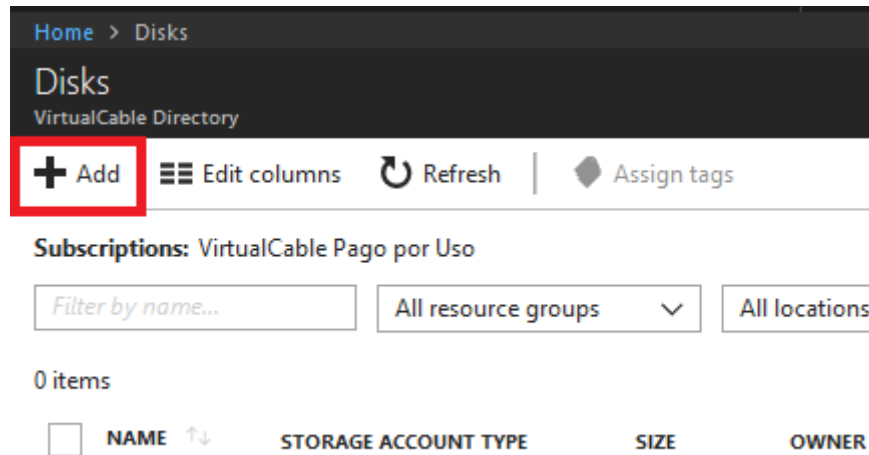 Home > Disks
Disks
VirtualCable Directory
Add Edit columns Refresh Assign tags
Subscriptions: VirtualCable Pago por Uso
Filter by name... All resource groups All locations
0 items
NAME ↑↓ STORAGE ACCOUNT TYPE SIZE OWNER